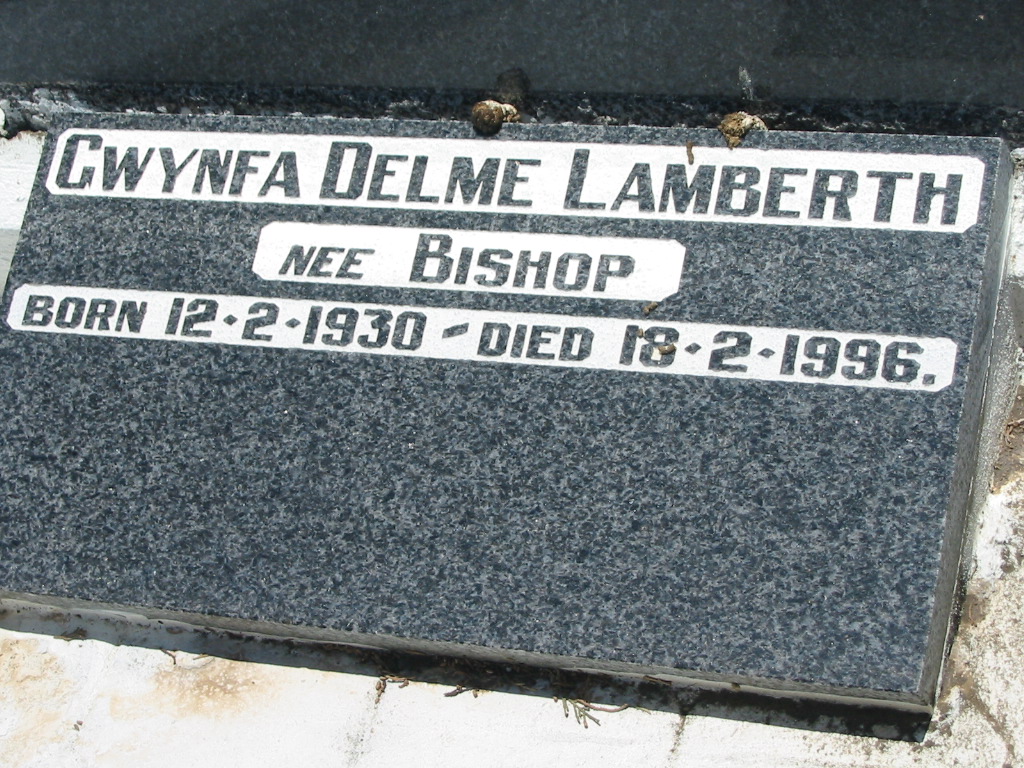 GWYNFA DELME LAMBERTH
NEE BISHOP
BORN 12·2·1930 - DIED 18·2·1996.